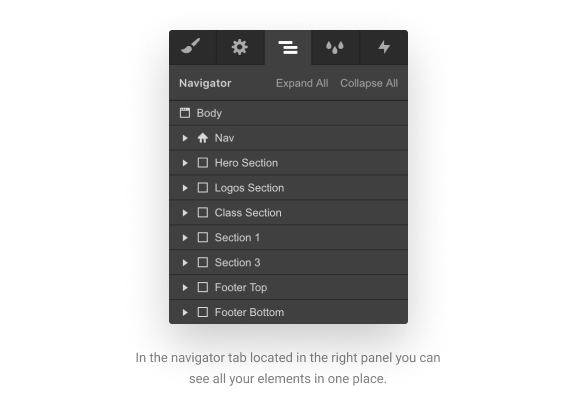 Navigator Expand All Collapse All
Body
Nav
Hero Section
Logos Section
Class Section
Section 1
Section 3
Footer Top
Footer Bottom
In the navigator tab located in the right panel you can
see all your elements in one place.